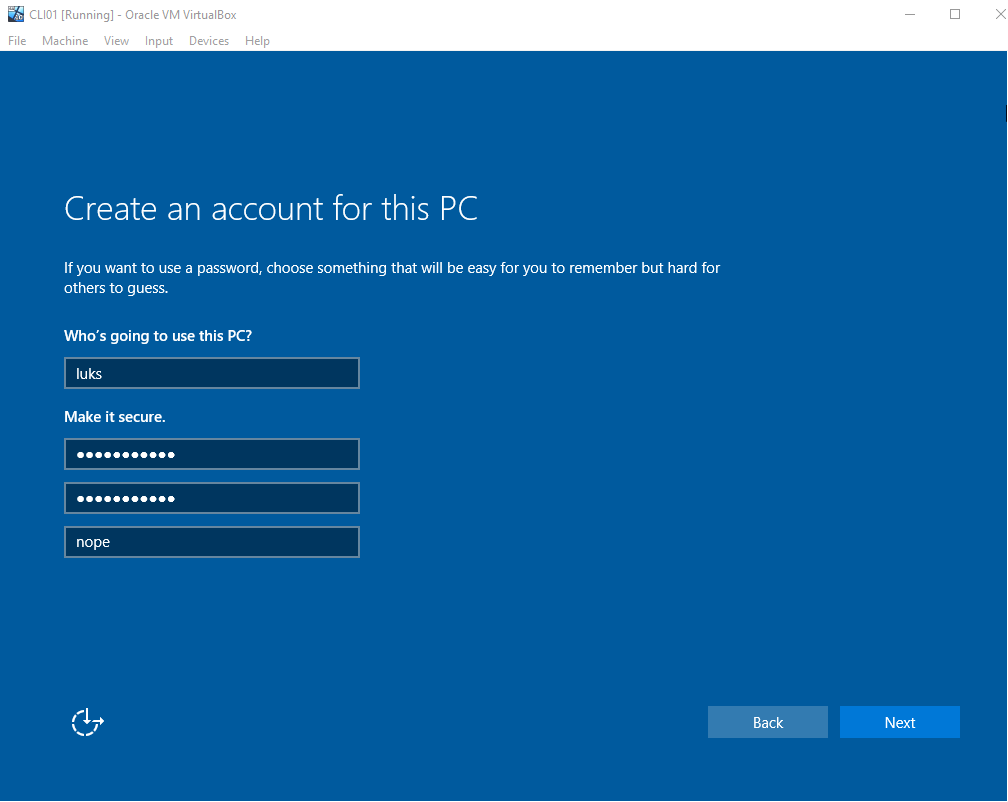 CLI01 [Running] - Oracle VM VirtualBox
File Machine View Input Devices Help
Create an account for this PC
If you want to use a password, choose something that will be easy for you to remember but hard for
others to guess.
Who's going to use this PC?
luks
Make it secure.
●●●●●●●●●●●
●●●●●●●●●●●
nope
Back Next